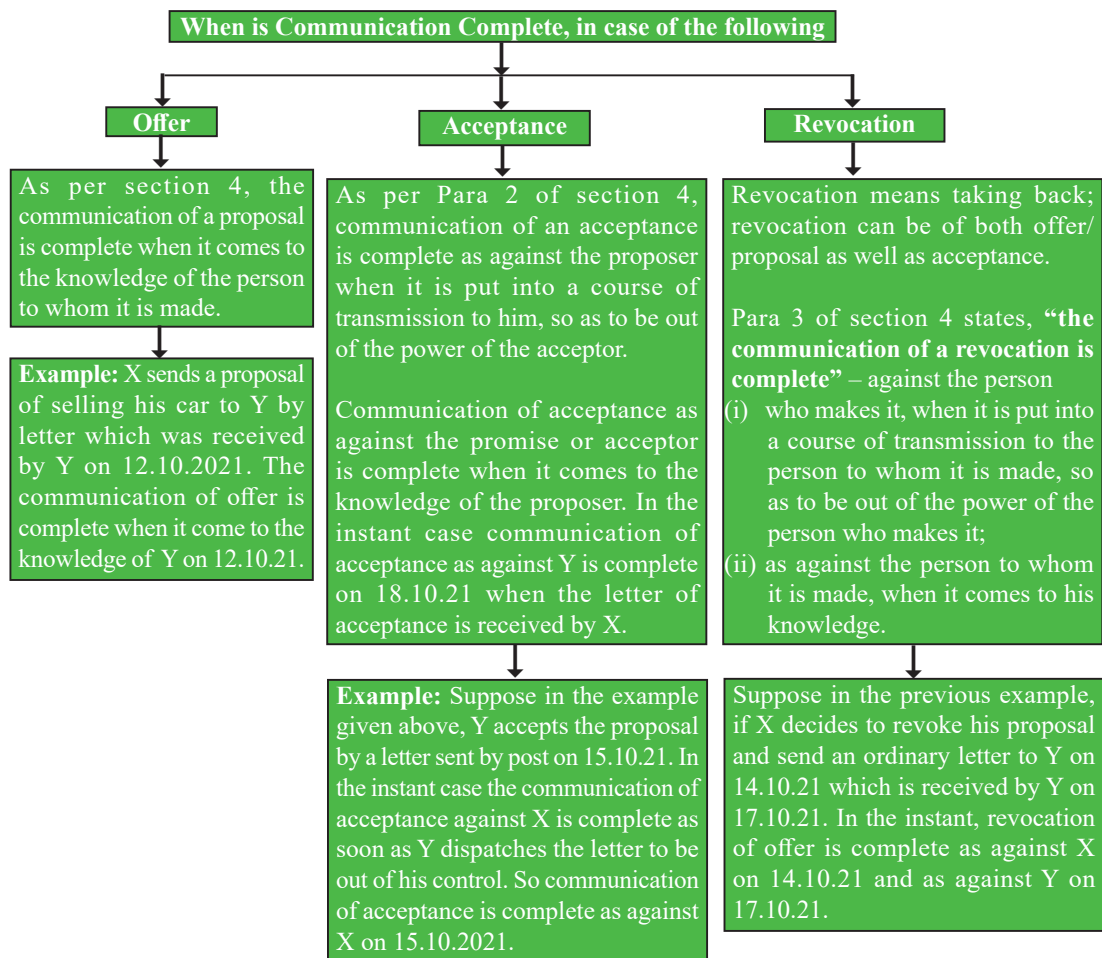 When is Communication Complete, in case of the following
Offer
As per section 4, the
communication of a proposal
is complete when it comes to
the knowledge of the person
to whom it is made.
Example: X sends a proposal
of selling his car to Y by
letter which was received
by Y on 12.10.2021. The
communication of offer is
complete when it come to the
knowledge of Y on 12.10.21.
Acceptance
As per Para 2 of section 4,
communication of an acceptance
is complete as against the proposer
when it is put into a course of
transmission to him, so as to be out
of the power of the acceptor.
Communication of acceptance as
against the promise or acceptor
is complete when it comes to the
knowledge of the proposer. In the
instant case communication of
acceptance as against Y is complete
on 18.10.21 when the letter of
acceptance is received by X.
Example: Suppose in the example
given above, Y accepts the proposal
by a letter sent by post on 15.10.21. In
the instant case the communication of
acceptance against X is complete as
soon as Y dispatches the letter to be
out of his control. So communication
of acceptance is complete as against
X on 15.10.2021.
Revocation
Revocation means taking back;
revocation can be of both offer/
proposal as well as acceptance.
Para 3 of section 4 states, “the
communication of a revocation is
complete” – against the person
(i) who makes it, when it is put into
a course of transmission to the
person to whom it is made, so
as to be out of the power of the
person who makes it;
(ii) as against the person to whom
it is made, when it comes to his
knowledge.
Suppose in the previous example,
if X decides to revoke his proposal
and send an ordinary letter to Y on
14.10.21 which is received by Y on
17.10.21. In the instant, revocation
of offer is complete as against X
on 14.10.21 and as against Y on
17.10.21.